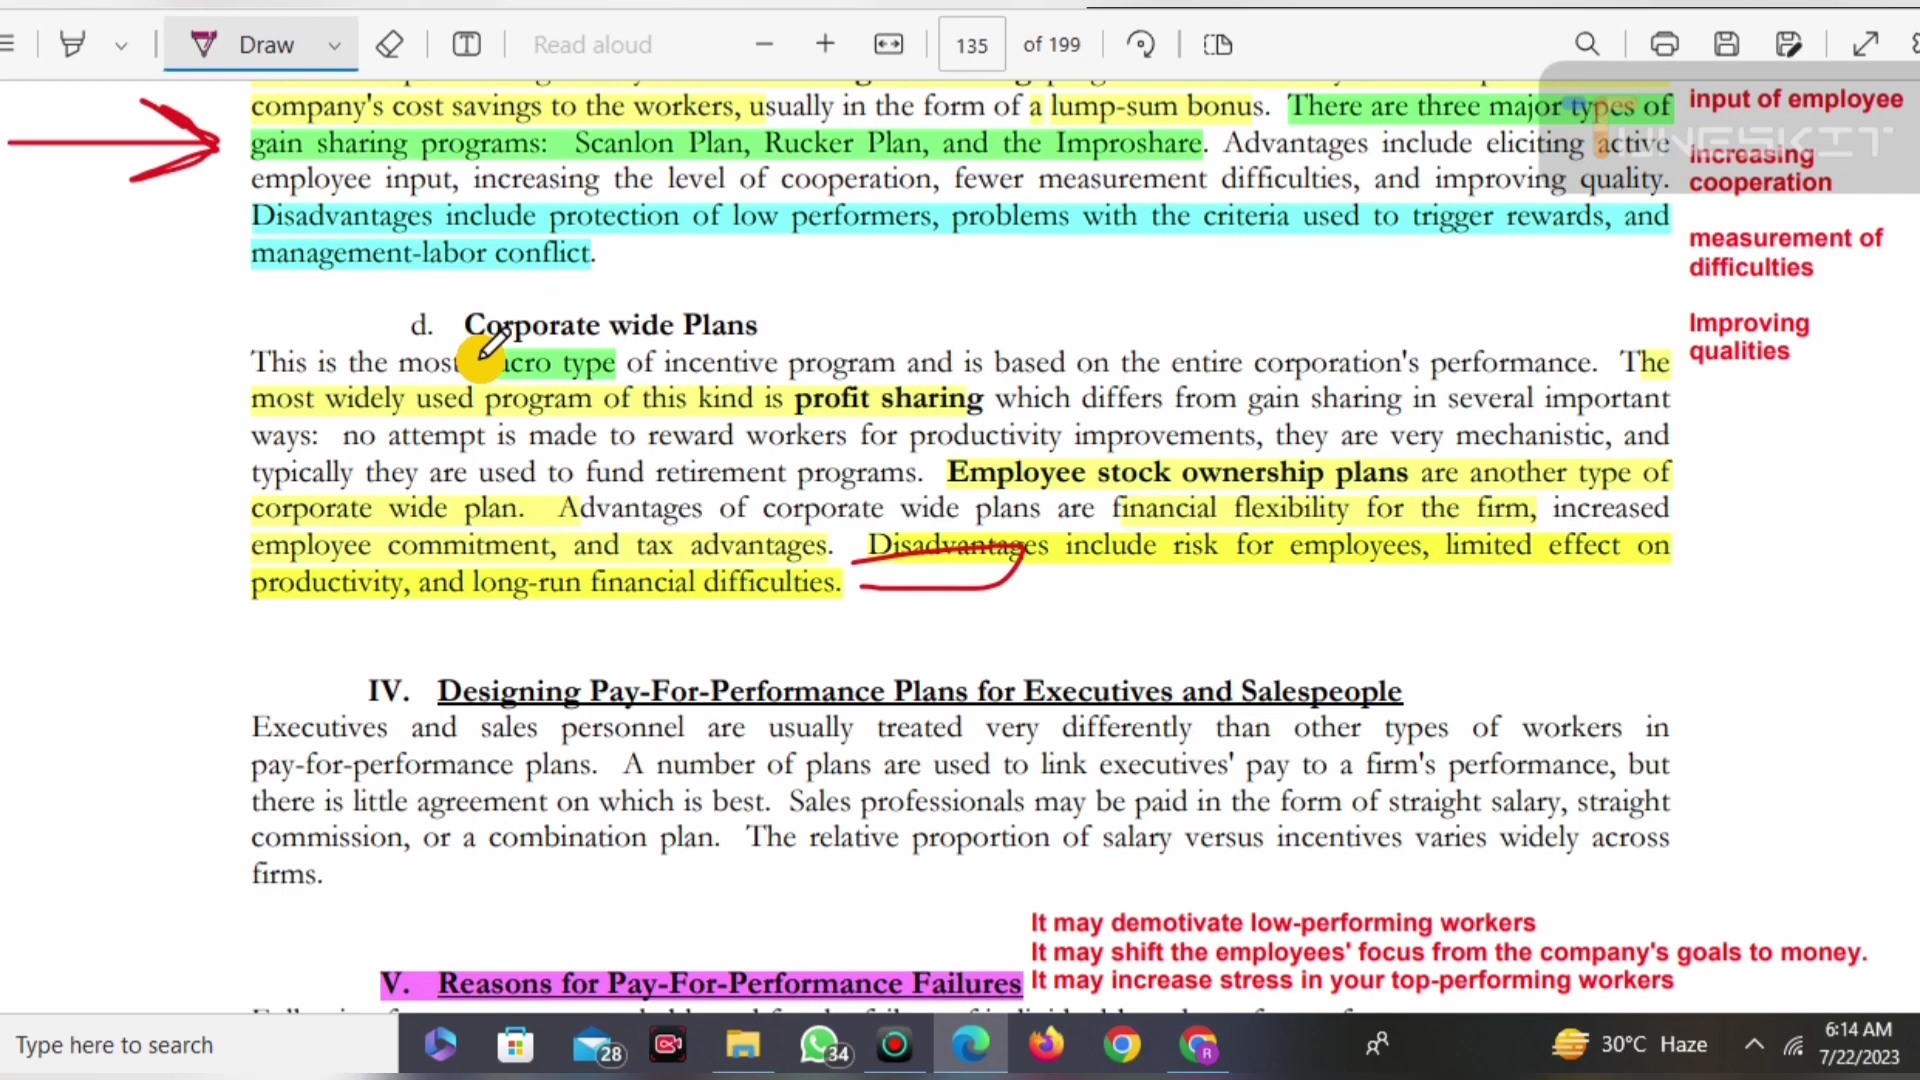 Draw
Read aloud
135 of 199
company's cost savings to the workers, usually in the form of a lump-sum bonus. There are three major types of
gain sharing programs: Scanlon Plan, Rucker Plan, and the Improshare. Advantages include eliciting active
employee input, increasing the level of cooperation, fewer measurement difficulties, and improving quality.
Disadvantages include protection of low performers, problems with the criteria used to trigger rewards, and
management-labor conflict.
input of employee
increasing
cooperation
measurement of
difficulties
Improving
qualities
d. Corporate wide Plans
This is the most macro type of incentive program and is based on the entire corporation's performance. The
most widely used program of this kind is profit sharing which differs from gain sharing in several important
ways: no attempt is made to reward workers for productivity improvements, they are very mechanistic, and
typically they are used to fund retirement programs. Employee stock ownership plans are another type of
corporate wide plan. Advantages of corporate wide plans are financial flexibility for the firm, increased
employee commitment, and tax advantages. Disadvantages include risk for employees, limited effect on
productivity, and long-run financial difficulties.
IV. Designing Pay-For-Performance Plans for Executives and Salespeople
Executives and sales personnel are usually treated very differently than other types of workers in
pay-for-performance plans. A number of plans are used to link executives' pay to a firm's performance, but
there is little agreement on which is best. Sales professionals may be paid in the form of straight salary, straight
commission, or a combination plan. The relative proportion of salary versus incentives varies widely across
firms.
It may demotivate low-performing workers
It may shift the employees' focus from the company's goals to money.
V. Reasons for Pay-For-Performance Failures It may increase stress in your top-performing workers
Type here to search
28
34
R
30°C Haze
6:14 AM
7/22/2023